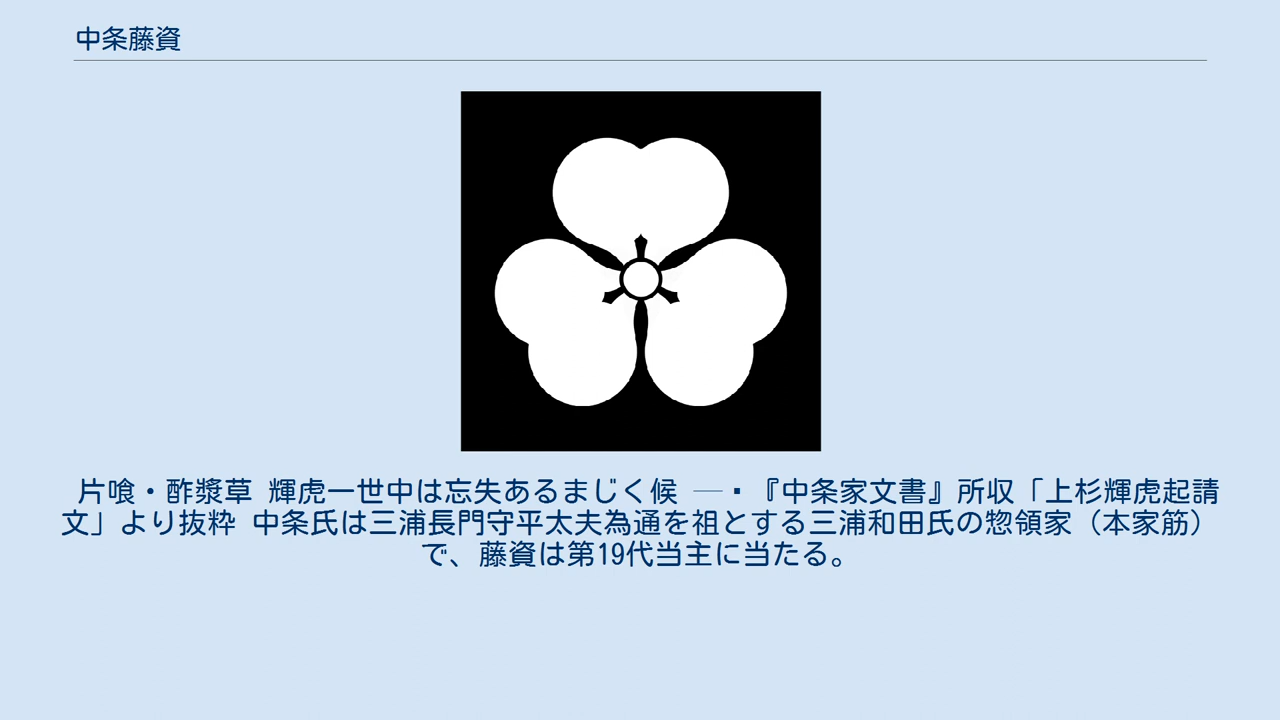 中条藤資
片喰・酢漿草 輝虎一世中は忘失あるまじく候 ―・『中条家文書』所収「上杉輝虎起請
文」より抜粋 中条氏は三浦長門守平太夫為通を祖とする三浦和田氏の惣領家（本家筋）
で、藤資は第19代当主に当たる。